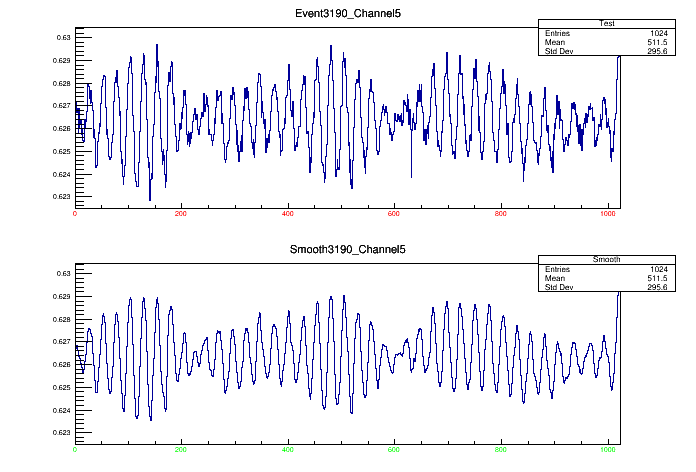 Event3190_Channel5
Test
Entries 1024
Mean 511.5
Std Dev 295.6
0.63
0.629
0.628
0.627
0.626
0.625
0.624
0.623
0 200 400 600 800 1000
Smooth3190_Channel5
Smooth
Entries 1024
Mean 511.5
Std Dev 295.6
0.63
0.629
0.628
0.627
0.626
0.625
0.624
0.623
0 200 400 600 800 1000